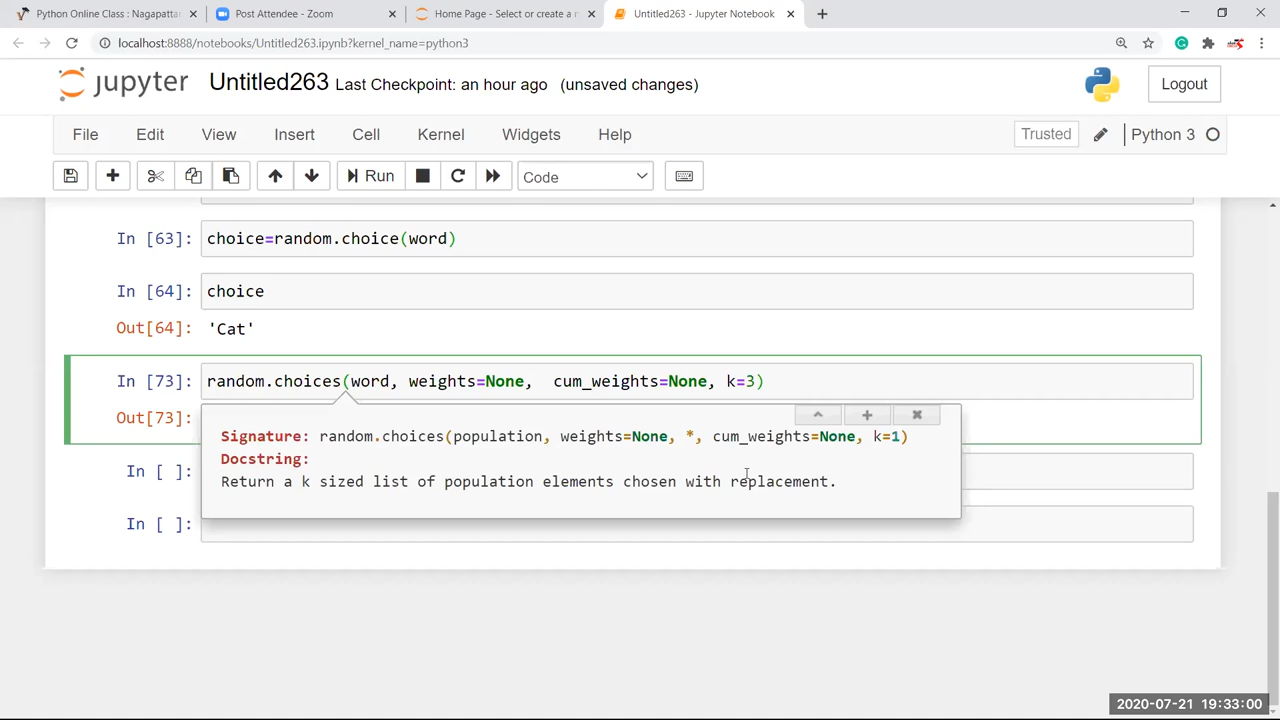 Python Online Class : Nagapatta
Post Attendee - Zoom
Home Page - Select or create a n
Untitled263 - Jupyter Notebook
localhost:8888/notebooks/Untitled263.ipynb?kernel_name=python3
jupyter Untitled263 Last Checkpoint: an hour ago (unsaved changes)
Logout
File Edit View Insert Cell Kernel Widgets Help
Trusted Python 3
Run Code
In [63]: choice=random.choice(word)
In [64]: choice
Out[64]: 'Cat'
In [73]: random.choices(word, weights=None, cum_weights=None, k=3)
Out[73]:
Signature: random.choices(population, weights=None, *, cum_weights=None, k=1)
Docstring:
Return a k sized list of population elements chosen with replacement.
In [ ]:
In [ ]:
2020-07-21 19:33:00